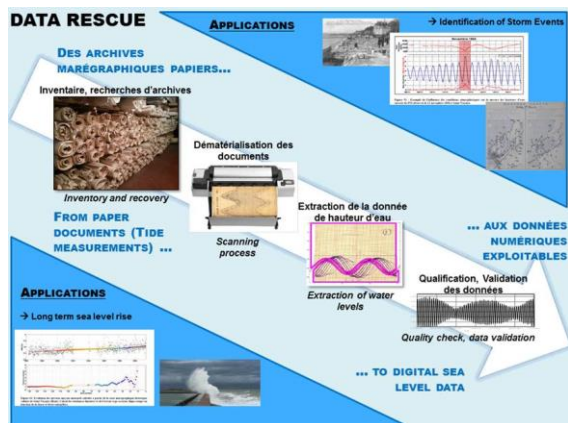 DATA RESCUE
APPLICATIONS
→ Identification of Storm Events
DES ARCHIVES
MARÉGRAPHIQUES PAPIERS...
Inventaire, recherches d'archives
Inventory and recovery
FROM PAPER
DOCUMENTS (TIDE
MEASUREMENTS) ...
Dématérialisation des
documents
Scanning
process
Extraction de la donnée
de hauteur d'eau
Extraction of water
levels
... AUX DONNÉES
NUMÉRIQUES
EXPLOITABLES
Qualification, Validation
des données
Quality check, data validation
... TO DIGITAL SEA
LEVEL DATA
APPLICATIONS
→ Long term sea level rise